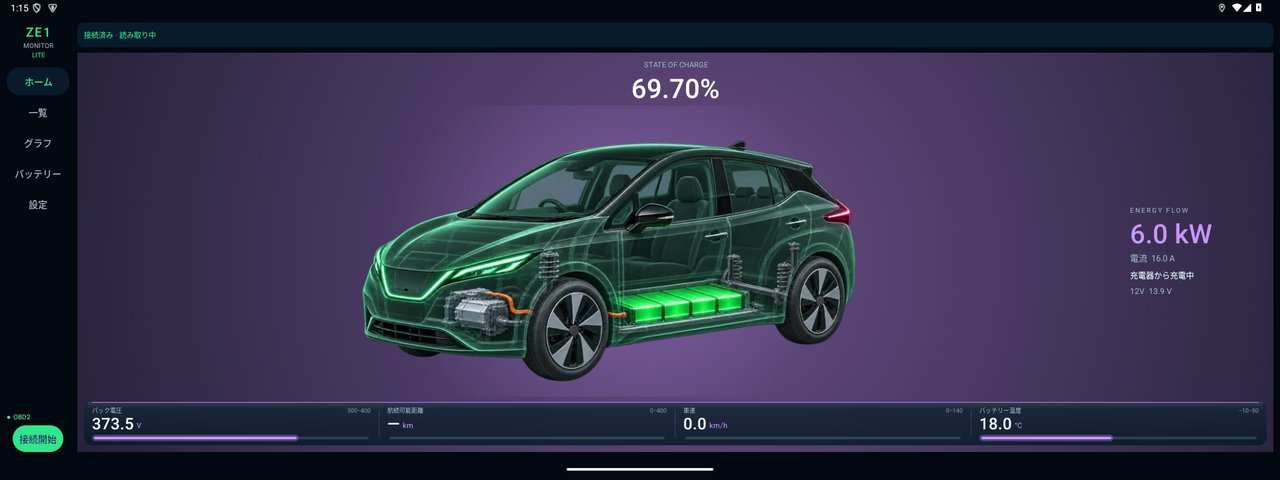 1:15
ZE1
MONITOR
LITE
ホーム
一覧
グラフ
バッテリー
設定
• OBD2
接続開始
接続済み · 読み取り中
STATE OF CHARGE
69.70%
ENERGY FLOW
6.0 kW
電流 16.0 A
充電器から充電中
12V 13.9 V
パック電圧 300–400
373.5 V
航続可能距離 0–400
— km
車速 0–140
0.0 km/h
バッテリー温度 −10–50
18.0 °C